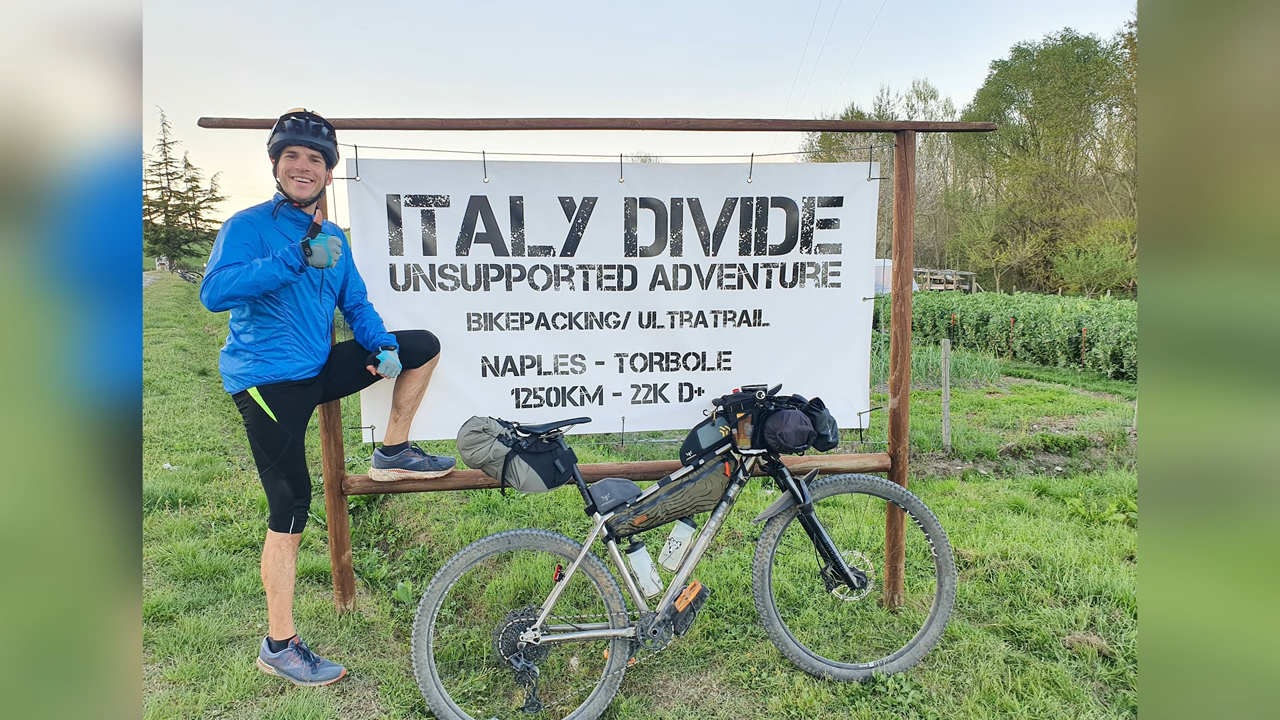 ITALY DIVIDE
UNSUPPORTED ADVENTURE
BIKEPACKING/ ULTRATRAIL
NAPLES - TORBOLE
1250KM - 22K D+